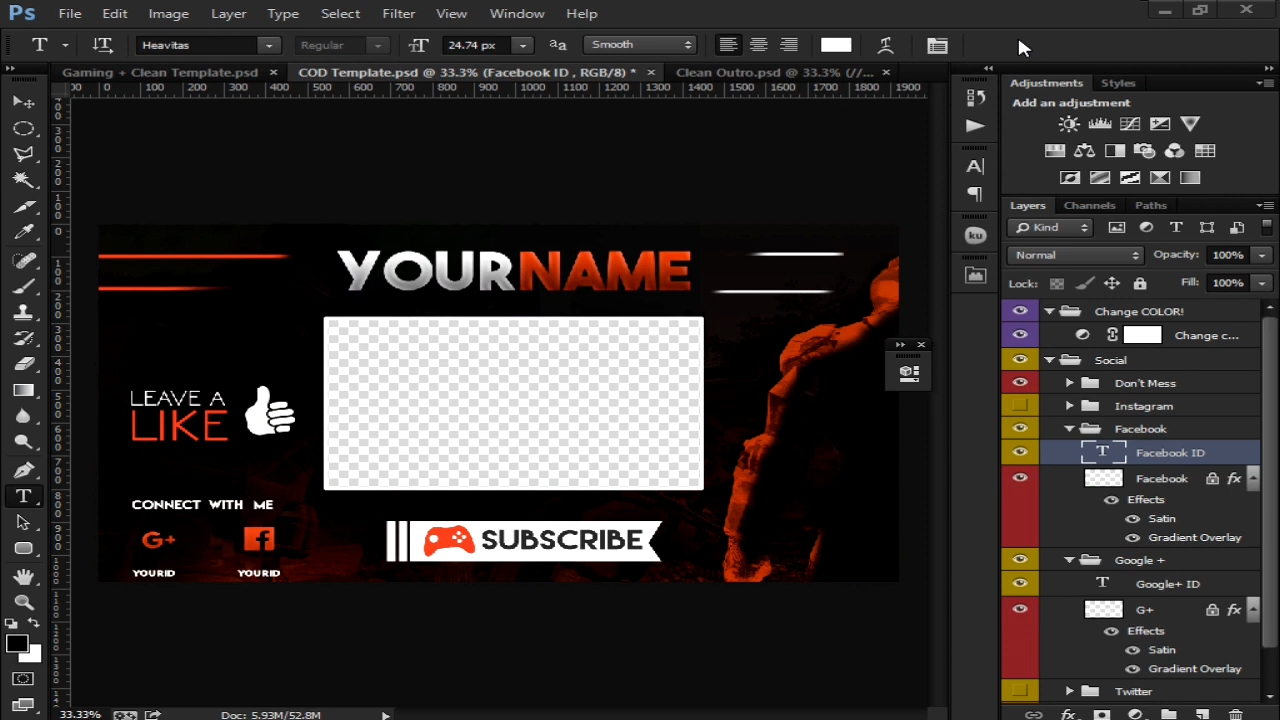 Ps File Edit Image Layer Type Select Filter View Window Help
T Heavitas Regular 24.74 px aa Smooth
Gaming + Clean Template.psd × COD Template.psd @ 33.3% (Facebook ID , RGB/8) * × Clean Outro.psd @ 33.3% (//... ×
00 0 100 200 300 400 500 600 700 800 900 1000 1100 1200 1300 1400 1500 1600 1700 1800 1900
Adjustments Styles
Add an adjustment
Layers Channels Paths
Kind
Normal Opacity: 100%
Lock: Fill: 100%
Change COLOR!
Change c...
Social
Don't Mess
Instagram
Facebook
Facebook ID
Facebook fx
Effects
Satin
Gradient Overlay
Google +
Google+ ID
G+ fx
Effects
Satin
Gradient Overlay
Twitter
ku
YOURNAME
LEAVE A
LIKE
CONNECT WITH ME
G+
YOURID YOURID
SUBSCRIBE
33.33% Doc: 5.93M/52.8M